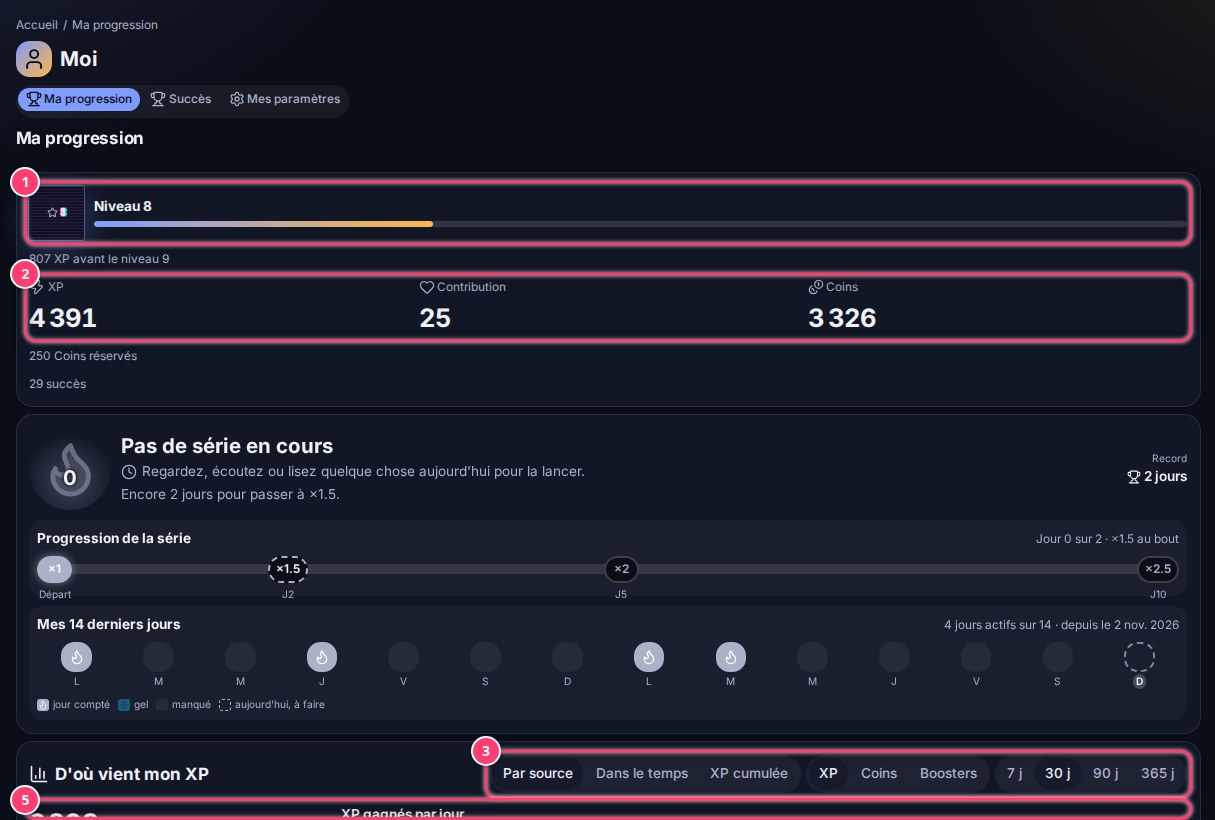 Accueil / Ma progression
Moi
Ma progression Succès Mes paramètres
Ma progression
1
8 Niveau 8
807 XP avant le niveau 9
2
XP Contribution Coins
4 391 25 3 326
250 Coins réservés
29 succès
Pas de série en cours
0 Regardez, écoutez ou lisez quelque chose aujourd'hui pour la lancer.
Encore 2 jours pour passer à ×1.5.
Record
2 jours
Progression de la série Jour 0 sur 2 · ×1.5 au bout
×1 ×1.5 ×2 ×2.5
Départ J2 J5 J10
Mes 14 derniers jours 4 jours actifs sur 14 · depuis le 2 nov. 2026
L M M J V S D L M M J V S D
jour compté gel manqué aujourd'hui, à faire
3
D'où vient mon XP Par source Dans le temps XP cumulée XP Coins Boosters 7 j 30 j 90 j 365 j
5
XP gagnés par jour